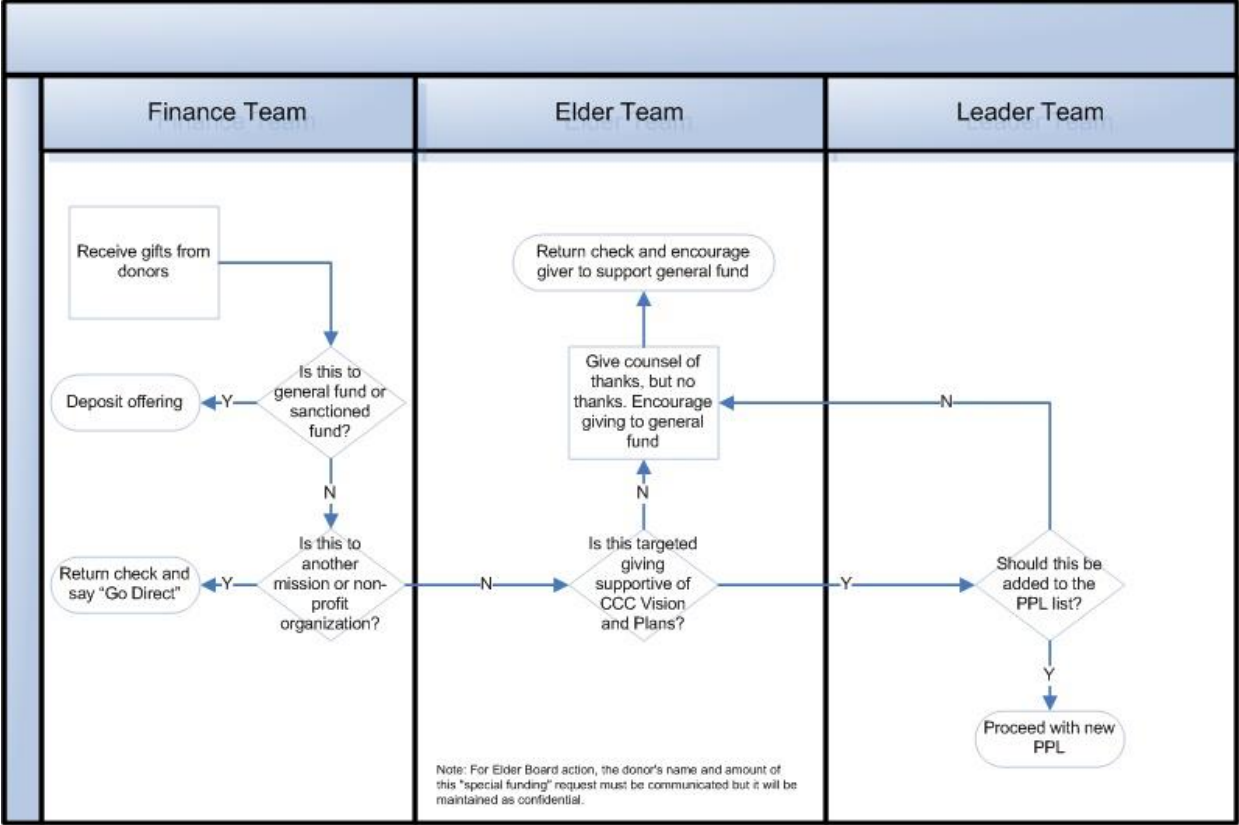 Finance Team
Elder Team
Leader Team
Receive gifts from
donors
Is this to
general fund or
sanctioned
fund?
Y
Deposit offering
N
Is this to
another
mission or non-
profit
organization?
Y
Return check and
say “Go Direct”
N
Return check and encourage
giver to support general fund
Give counsel of
thanks, but no
thanks. Encourage
giving to general
fund
N
Is this targeted
giving
supportive of
CCC Vision
and Plans?
Y
Note: For Elder Board action, the donor's name and amount of
this "special funding" request must be communicated but it will be
maintained as confidential.
N
Should this be
added to the
PPL list?
Y
Proceed with new
PPL